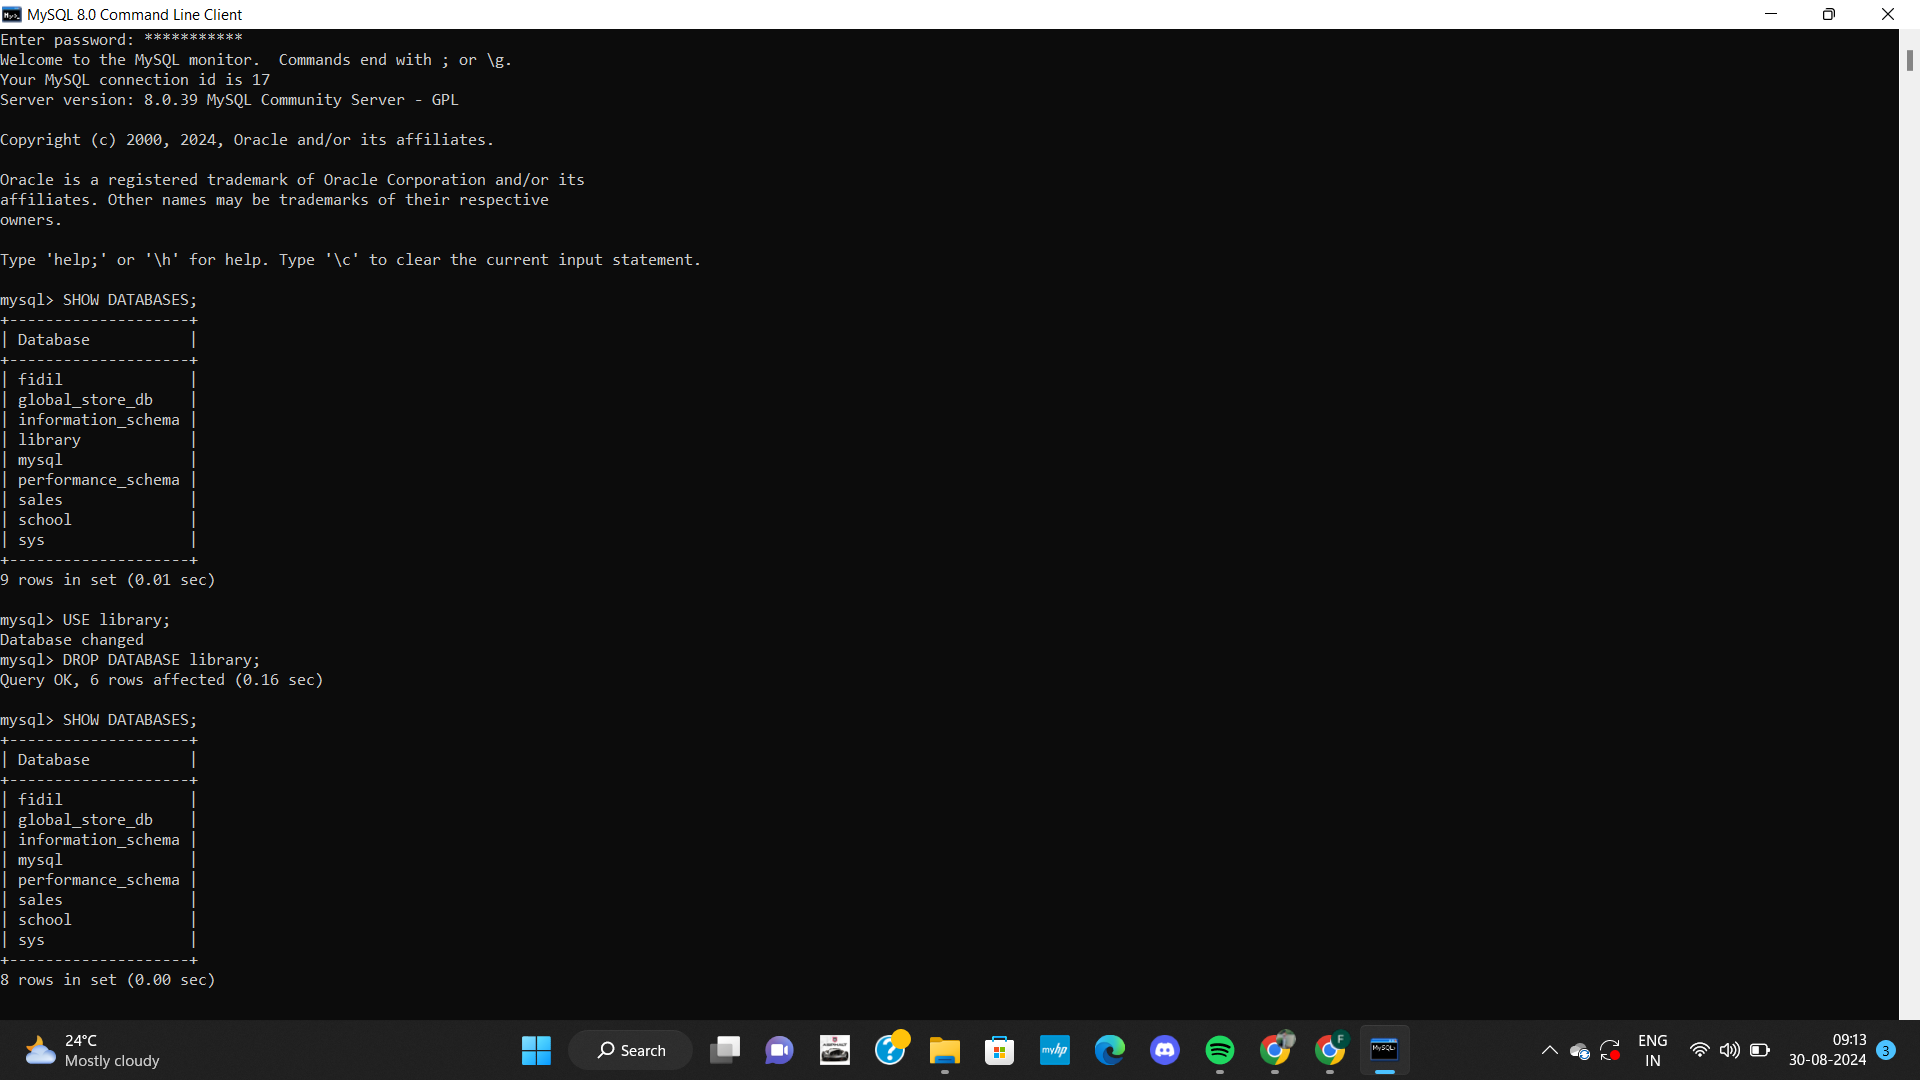 MySQL 8.0 Command Line Client
Enter password: ***********
Welcome to the MySQL monitor.  Commands end with ; or \g.
Your MySQL connection id is 17
Server version: 8.0.39 MySQL Community Server - GPL
Copyright (c) 2000, 2024, Oracle and/or its affiliates.
Oracle is a registered trademark of Oracle Corporation and/or its
affiliates. Other names may be trademarks of their respective
owners.
Type 'help;' or '\h' for help. Type '\c' to clear the current input statement.
mysql> SHOW DATABASES;
+--------------------+
| Database           |
+--------------------+
| fidil              |
| global_store_db    |
| information_schema |
| library            |
| mysql              |
| performance_schema |
| sales              |
| school             |
| sys                |
+--------------------+
9 rows in set (0.01 sec)
mysql> USE library;
Database changed
mysql> DROP DATABASE library;
Query OK, 6 rows affected (0.16 sec)
mysql> SHOW DATABASES;
+--------------------+
| Database           |
+--------------------+
| fidil              |
| global_store_db    |
| information_schema |
| mysql              |
| performance_schema |
| sales              |
| school             |
| sys                |
+--------------------+
8 rows in set (0.00 sec)
24°C
Mostly cloudy
Search
ASPHALT
myhp
F
MySQL
ENG
IN
09:13
30-08-2024
3